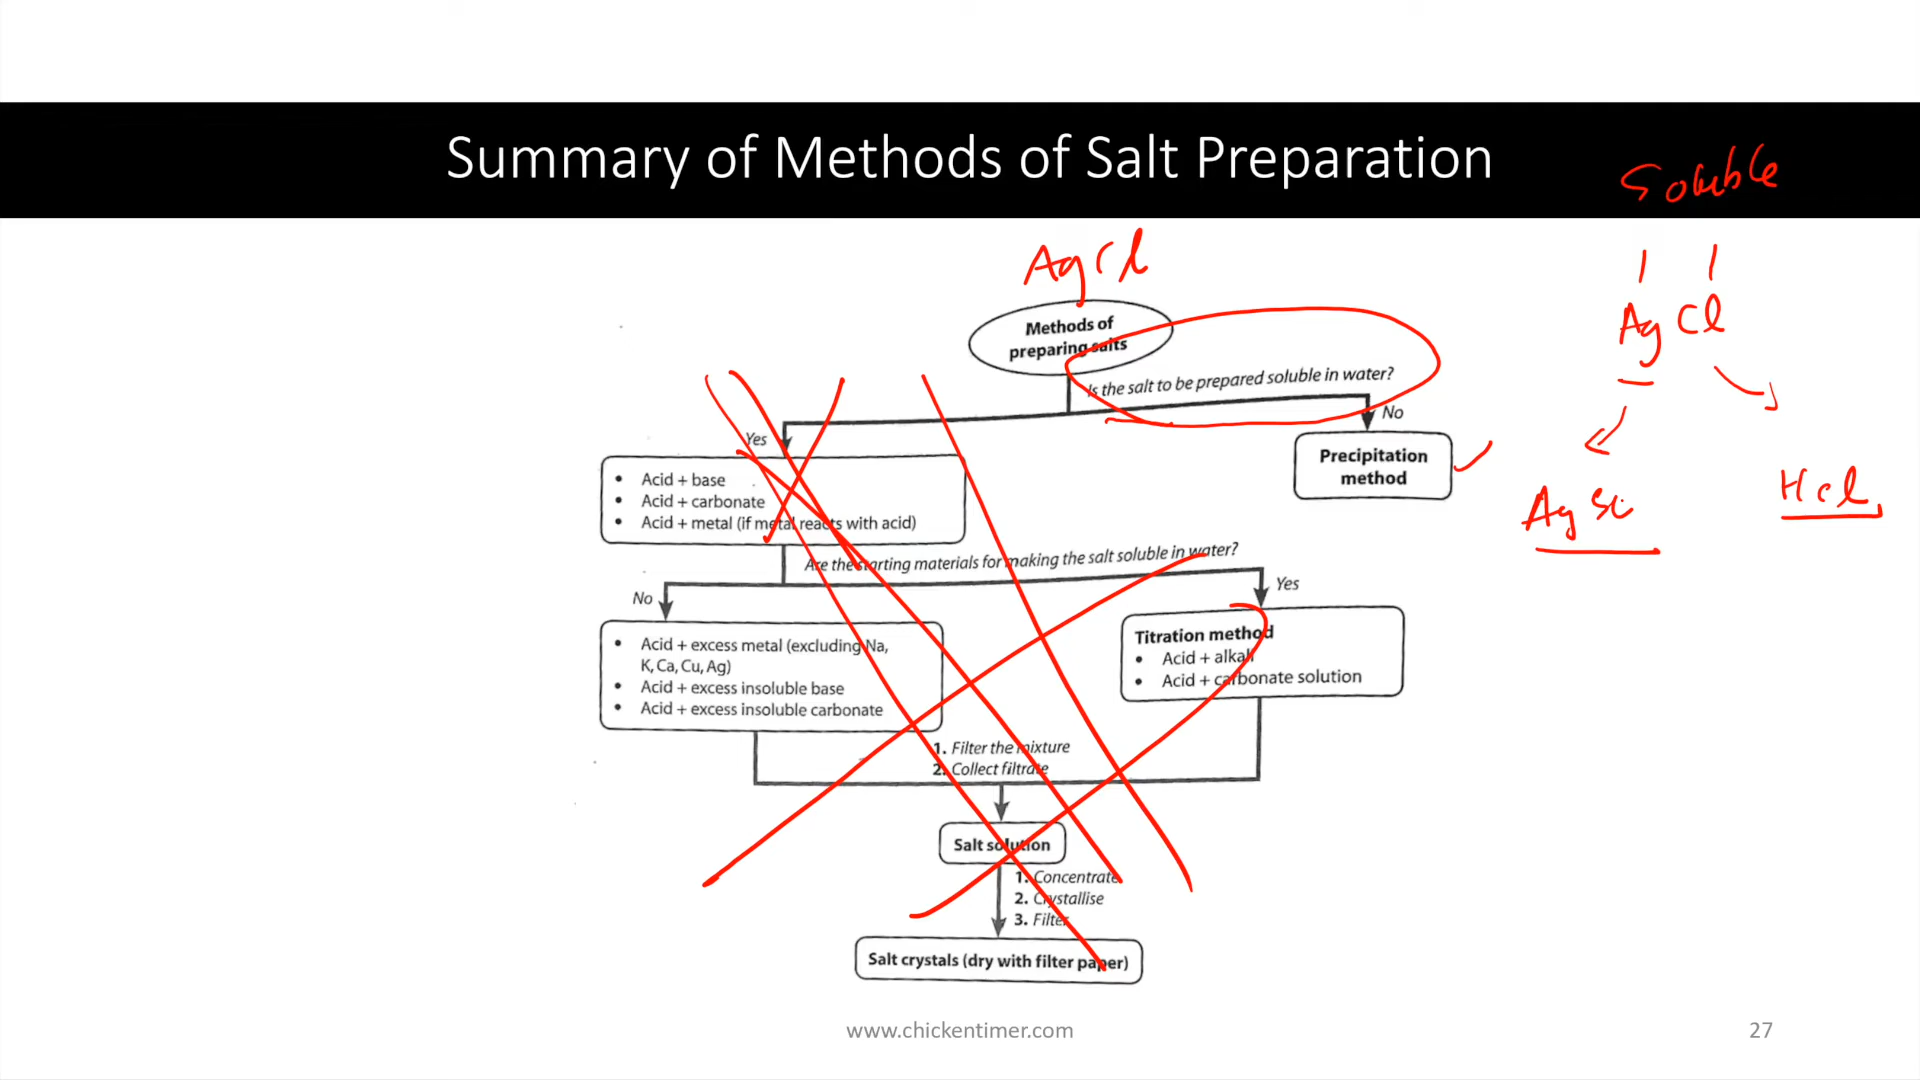 Summary of Methods of Salt Preparation
Soluble
AgCl
AgCl
Methods of
preparing salts
Is the salt to be prepared soluble in water?
Yes
No
Precipitation
method
• Acid + base
• Acid + carbonate
• Acid + metal (if metal reacts with acid)
HCl
Are the starting materials for making the salt soluble in water?
No
Yes
• Acid + excess metal (excluding Na,
K, Ca, Cu, Ag)
• Acid + excess insoluble base
• Acid + excess insoluble carbonate
Titration method
• Acid + alkali
• Acid + carbonate solution
1. Filter the mixture
2. Collect filtrate
Salt solution
1. Concentrate
2. Crystallise
3. Filter
Salt crystals (dry with filter paper)
www.chickentimer.com
27